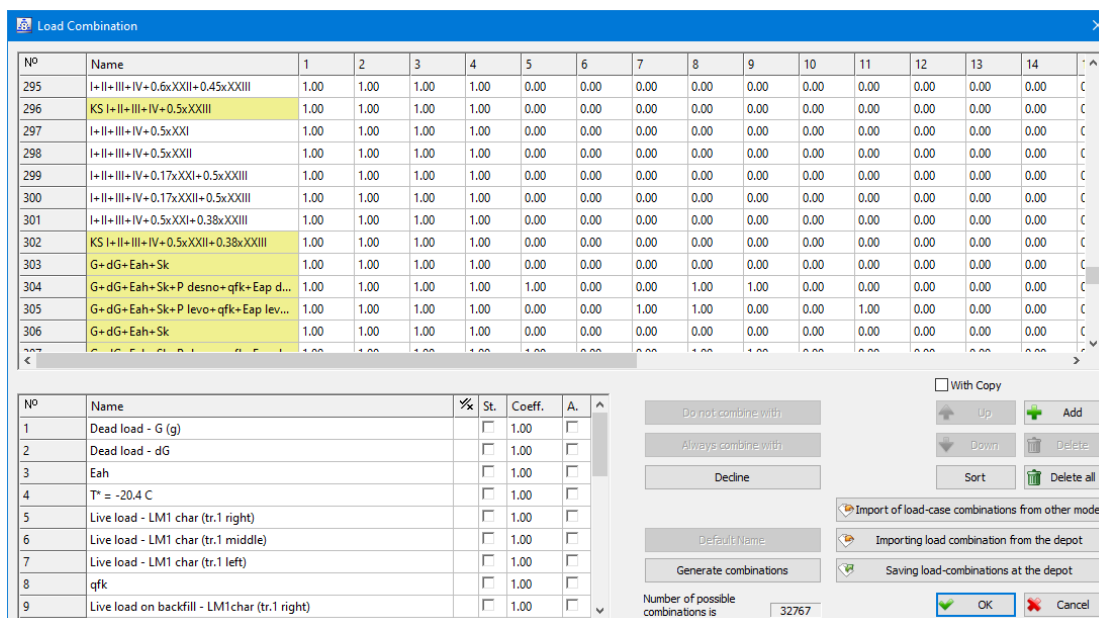 Load Combination
Nº Name 1 2 3 4 5 6 7 8 9 10 11 12 13 14
295 I+II+III+IV+0.6xXXII+0.45xXXIII 1.00 1.00 1.00 1.00 0.00 0.00 0.00 0.00 0.00 0.00 0.00 0.00 0.00 0.00
296 KS I+II+III+IV+0.5xXXIII 1.00 1.00 1.00 1.00 0.00 0.00 0.00 0.00 0.00 0.00 0.00 0.00 0.00 0.00
297 I+II+III+IV+0.5xXXI 1.00 1.00 1.00 1.00 0.00 0.00 0.00 0.00 0.00 0.00 0.00 0.00 0.00 0.00
298 I+II+III+IV+0.5xXXII 1.00 1.00 1.00 1.00 0.00 0.00 0.00 0.00 0.00 0.00 0.00 0.00 0.00 0.00
299 I+II+III+IV+0.17xXXI+0.5xXXIII 1.00 1.00 1.00 1.00 0.00 0.00 0.00 0.00 0.00 0.00 0.00 0.00 0.00 0.00
300 I+II+III+IV+0.17xXXII+0.5xXXIII 1.00 1.00 1.00 1.00 0.00 0.00 0.00 0.00 0.00 0.00 0.00 0.00 0.00 0.00
301 I+II+III+IV+0.5xXXI+0.38xXXIII 1.00 1.00 1.00 1.00 0.00 0.00 0.00 0.00 0.00 0.00 0.00 0.00 0.00 0.00
302 KS I+II+III+IV+0.5xXXII+0.38xXXIII 1.00 1.00 1.00 1.00 0.00 0.00 0.00 0.00 0.00 0.00 0.00 0.00 0.00 0.00
303 G+dG+Eah+Sk 1.00 1.00 1.00 1.00 0.00 0.00 0.00 0.00 0.00 0.00 0.00 0.00 0.00 0.00
304 G+dG+Eah+Sk+P desno+qfk+Eap d... 1.00 1.00 1.00 1.00 1.00 0.00 0.00 1.00 1.00 0.00 0.00 0.00 0.00 0.00
305 G+dG+Eah+Sk+P levo+qfk+Eap lev... 1.00 1.00 1.00 1.00 0.00 0.00 1.00 1.00 0.00 0.00 1.00 0.00 0.00 0.00
306 G+dG+Eah+Sk 1.00 1.00 1.00 1.00 0.00 0.00 0.00 0.00 0.00 0.00 0.00 0.00 0.00 0.00
With Copy
Nº Name St. Coeff. A.
1 Dead load - G (g) 1.00
2 Dead load - dG 1.00
3 Eah 1.00
4 T* = -20.4 C 1.00
5 Live load - LM1 char (tr.1 right) 1.00
6 Live load - LM1 char (tr.1 middle) 1.00
7 Live load - LM1 char (tr.1 left) 1.00
8 qfk 1.00
9 Live load on backfill - LM1char (tr.1 right) 1.00
Do not combine with
Always combine with
Decline
Default Name
Generate combinations
Number of possible
combinations is 32767
Up Add
Down Delete
Sort Delete all
Import of load-case combinations from other mode
Importing load combination from the depot
Saving load-combinations at the depot
OK Cancel